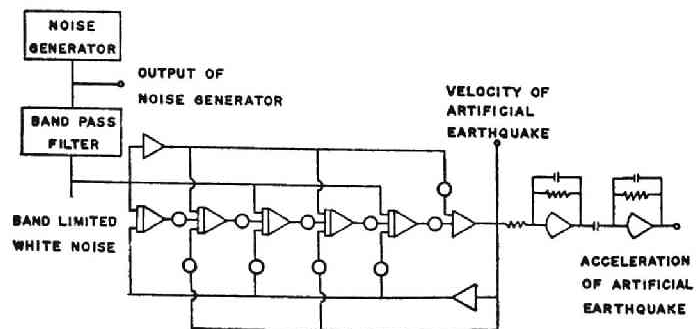 NOISE
GENERATOR
OUTPUT OF
NOISE GENERATOR
BAND PASS
FILTER
VELOCITY OF
ARTIFICIAL
EARTHQUAKE
BAND LIMITED
WHITE NOISE
ACCELERATION
OF ARTIFICIAL
EARTHQUAKE